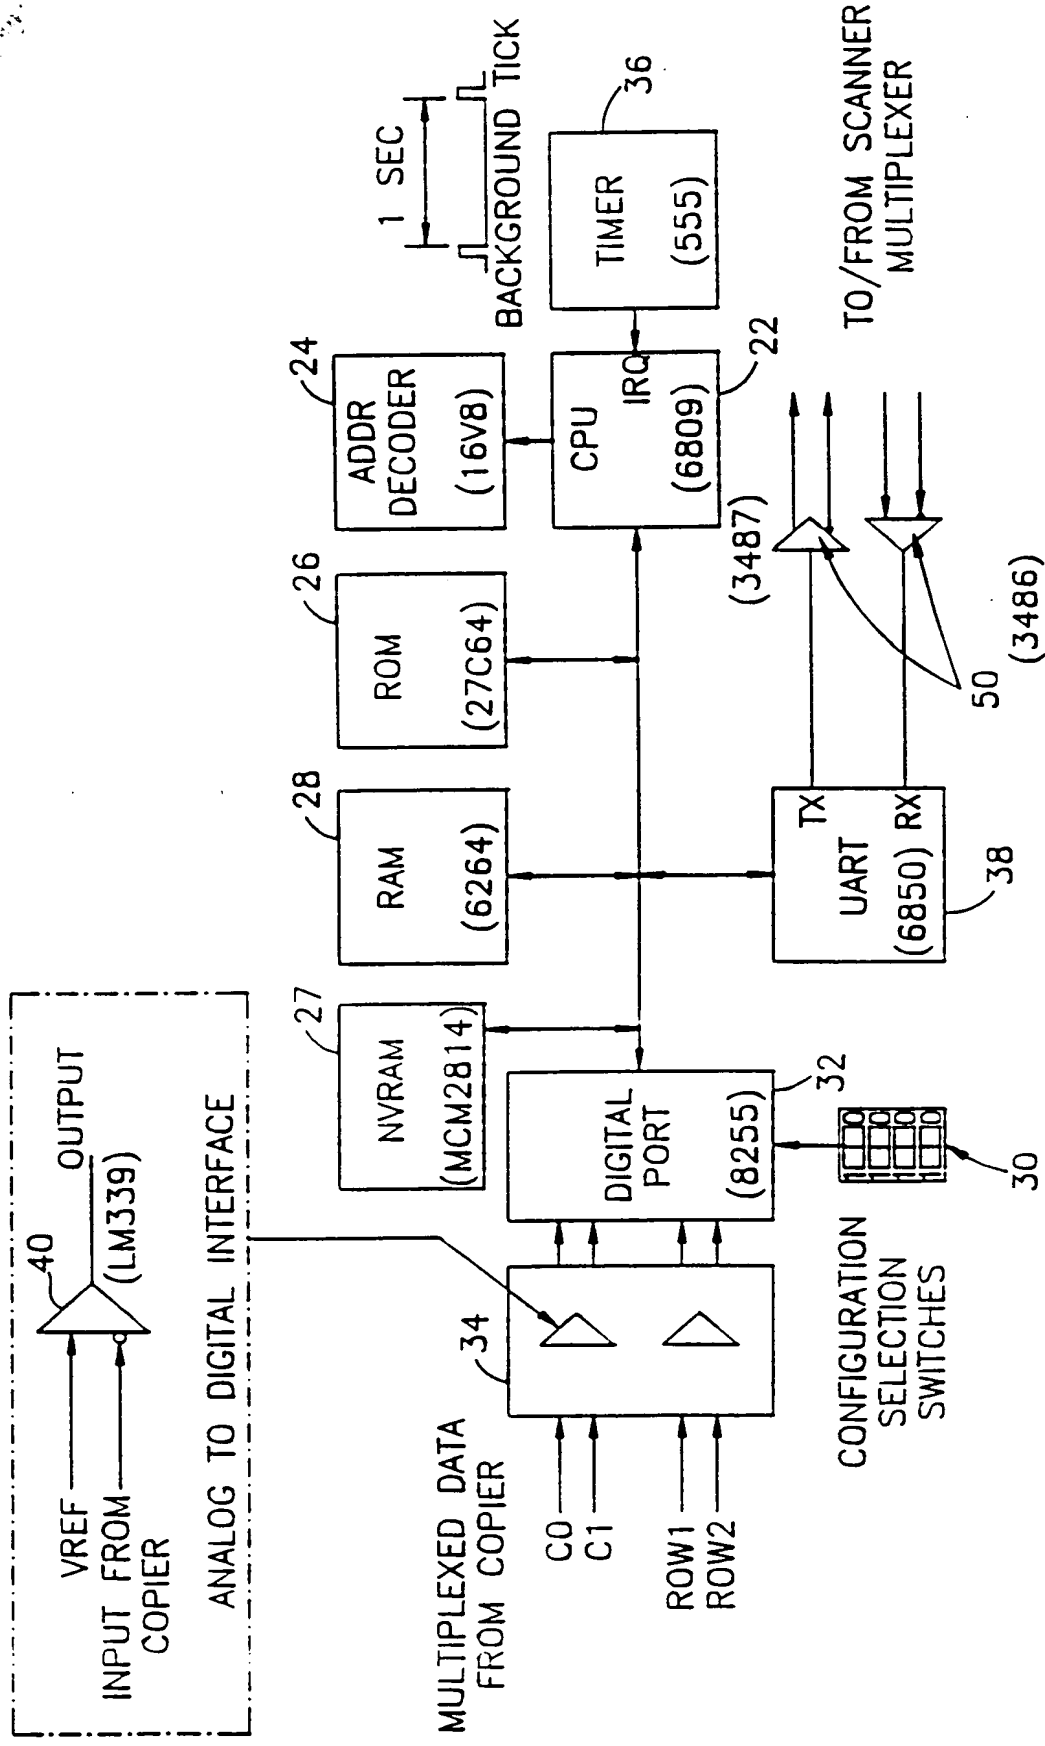 VREF
INPUT FROM
COPIER
40
OUTPUT
(LM339)
ANALOG TO DIGITAL INTERFACE
MULTIPLEXED DATA
FROM COPIER
C0
C1
ROW1
ROW2
34
NVRAM
(MCM2814)
27
RAM
(6264)
28
ROM
(27C64)
26
ADDR
DECODER
(16V8)
24
1 SEC
BACKGROUND TICK
DIGITAL
PORT
(8255)
32
CPU
IRQ
(6809)
22
TIMER
(555)
36
CONFIGURATION
SELECTION
SWITCHES
30
UART
(6850)
TX
RX
38
(3487)
50
(3486)
TO/FROM SCANNER
MULTIPLEXER